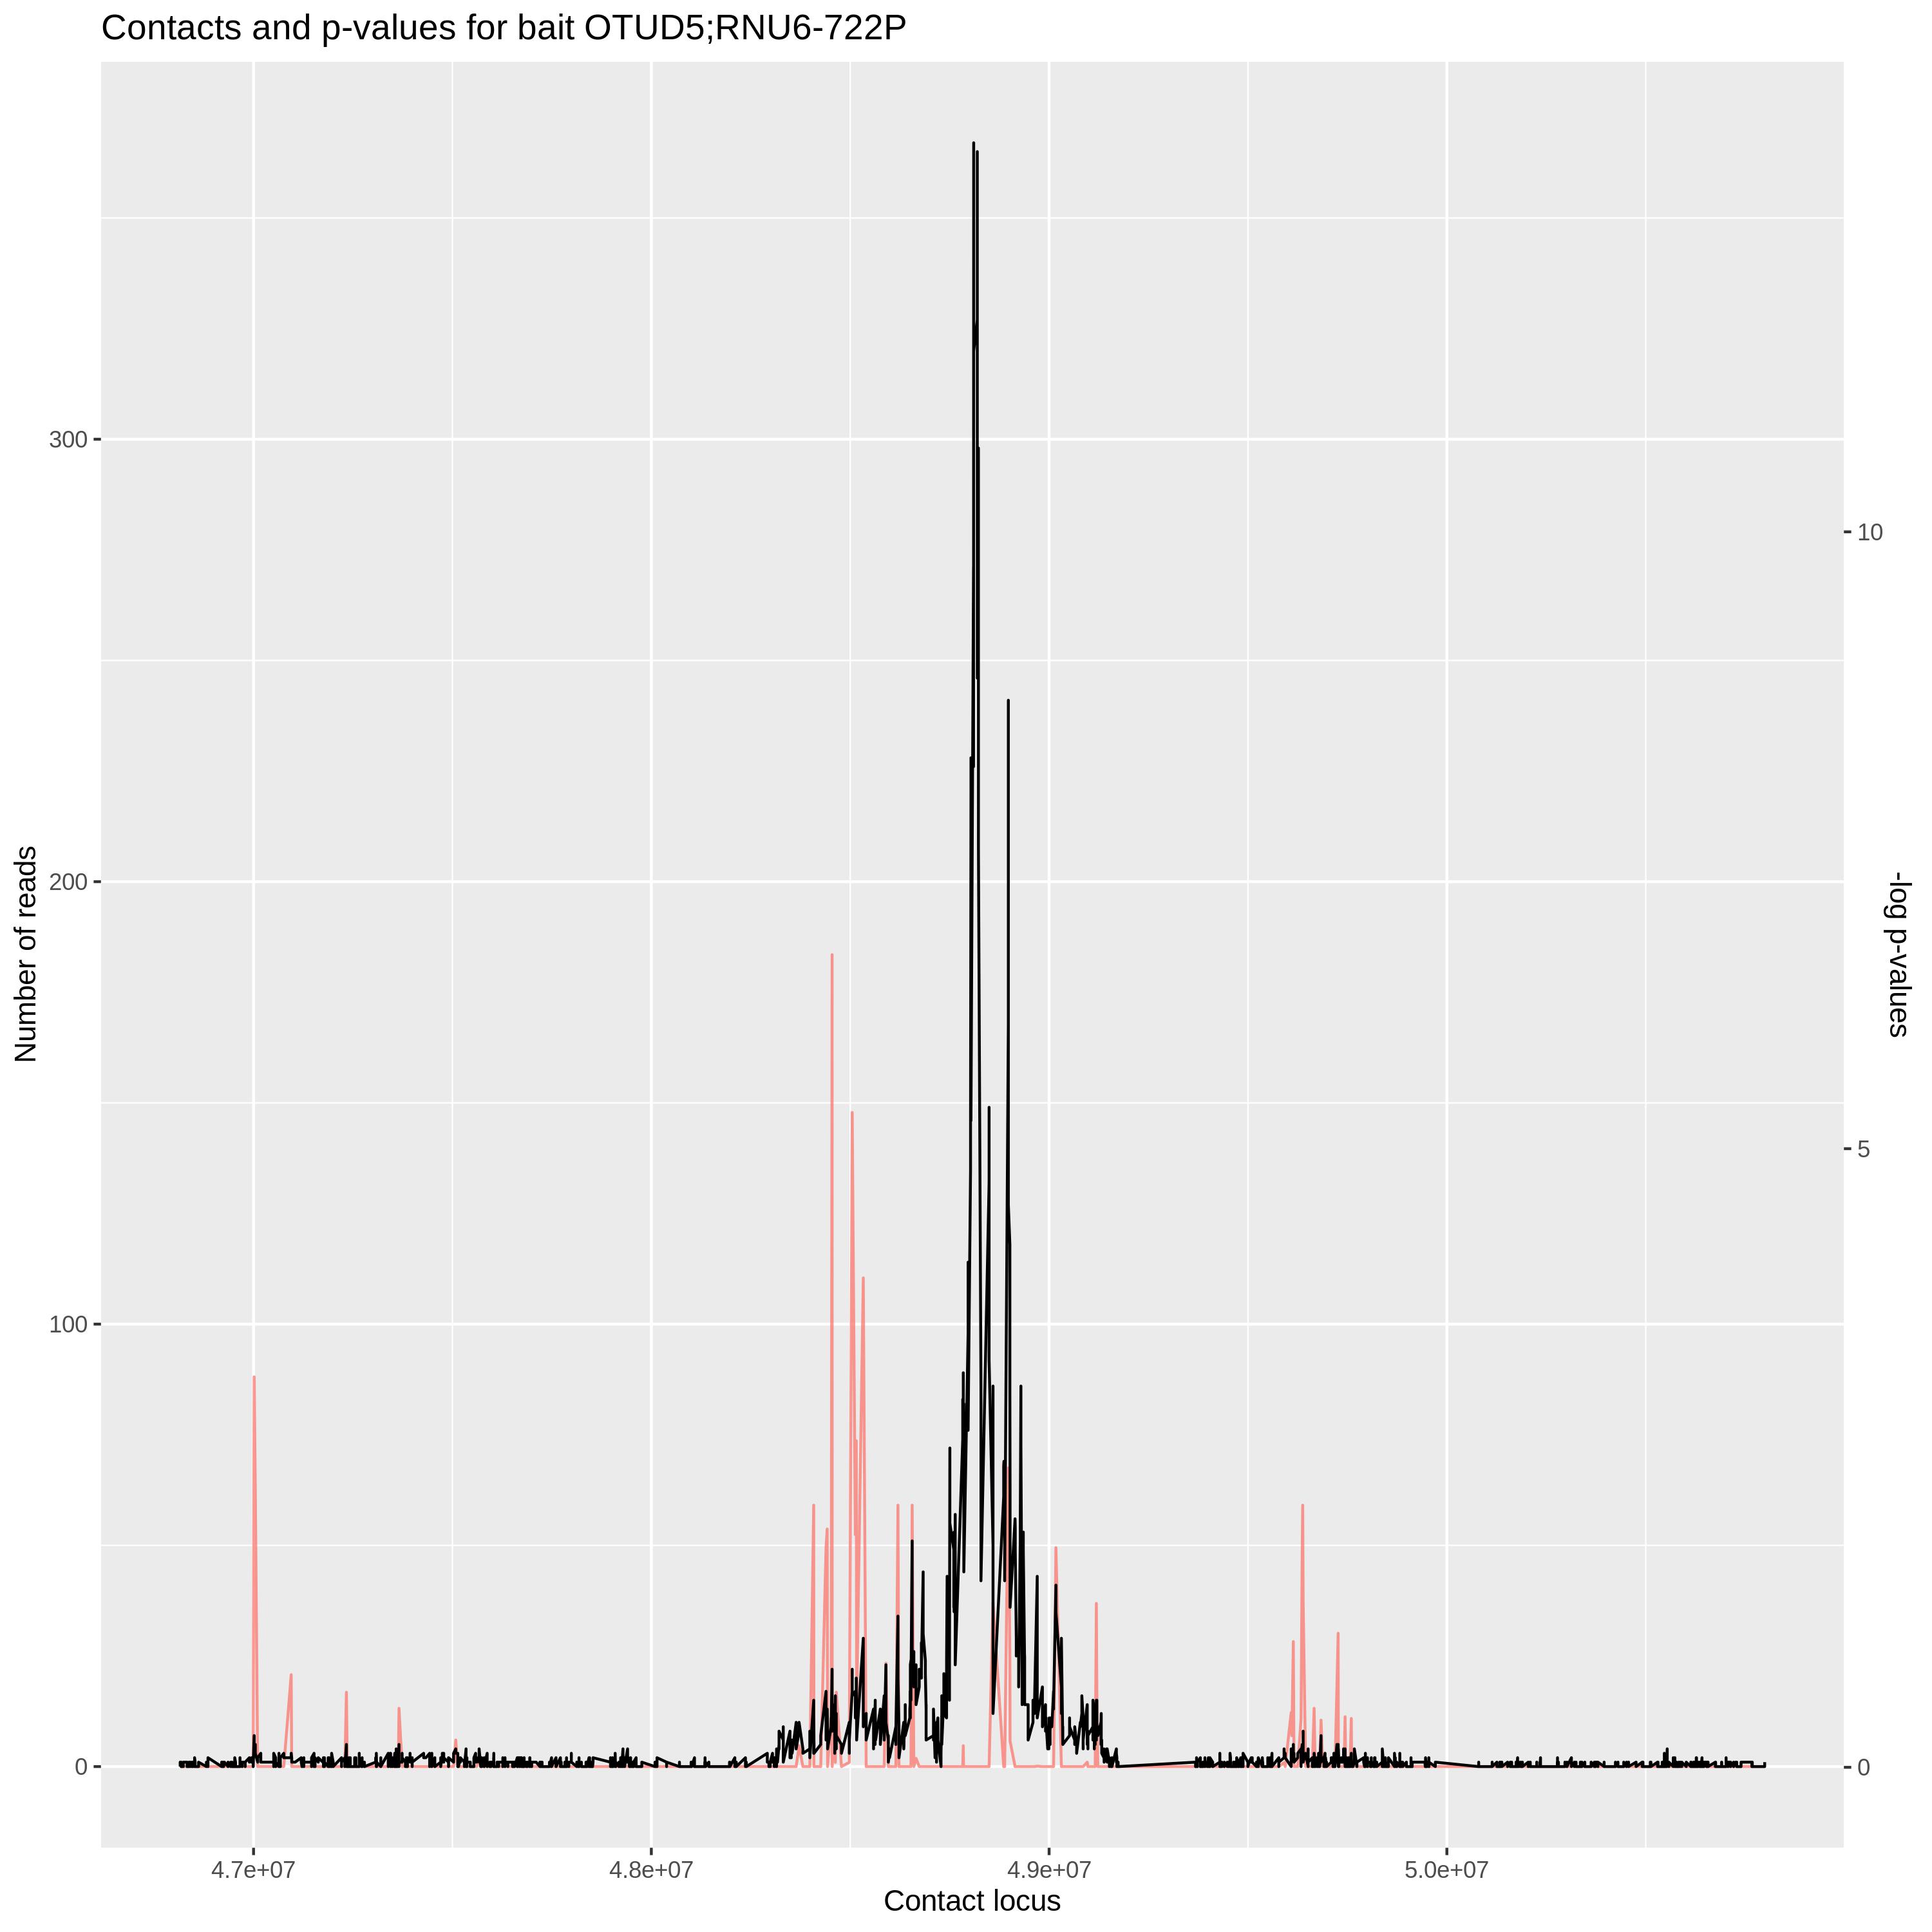 Contacts and p-values for bait OTUD5;RNU6-722P
Number of reads
300
200
100
0
10
5
0
-log p-values
4.7e+07
4.8e+07
4.9e+07
5.0e+07
Contact locus